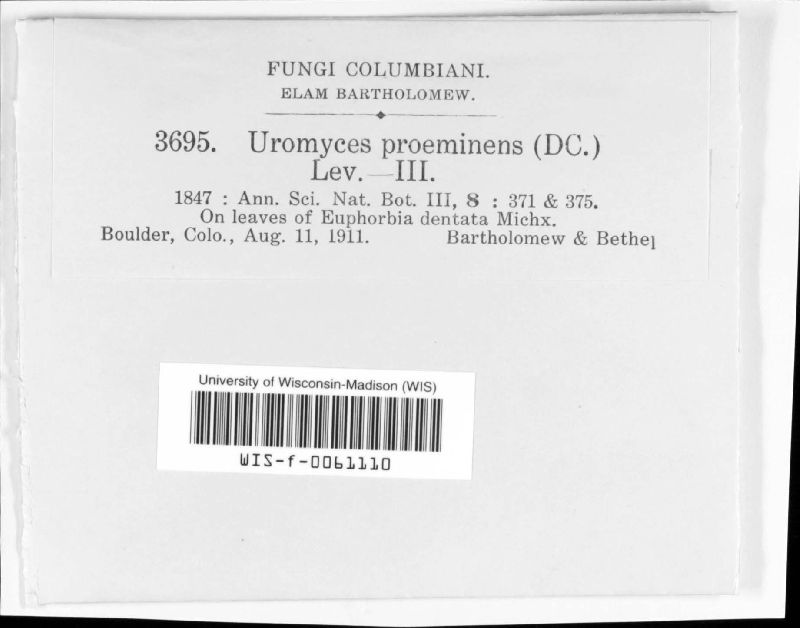 FUNGI COLUMBIANI.
ELAM BARTHOLOMEW.
3695. Uromyces proeminens (DC.)
Lev.—III.
1847 : Ann. Sci. Nat. Bot. III, 8 : 371 & 375.
On leaves of Euphorbia dentata Michx.
Boulder, Colo., Aug. 11, 1911. Bartholomew & Bethel
University of Wisconsin-Madison (WIS)
WIS-f-0061110